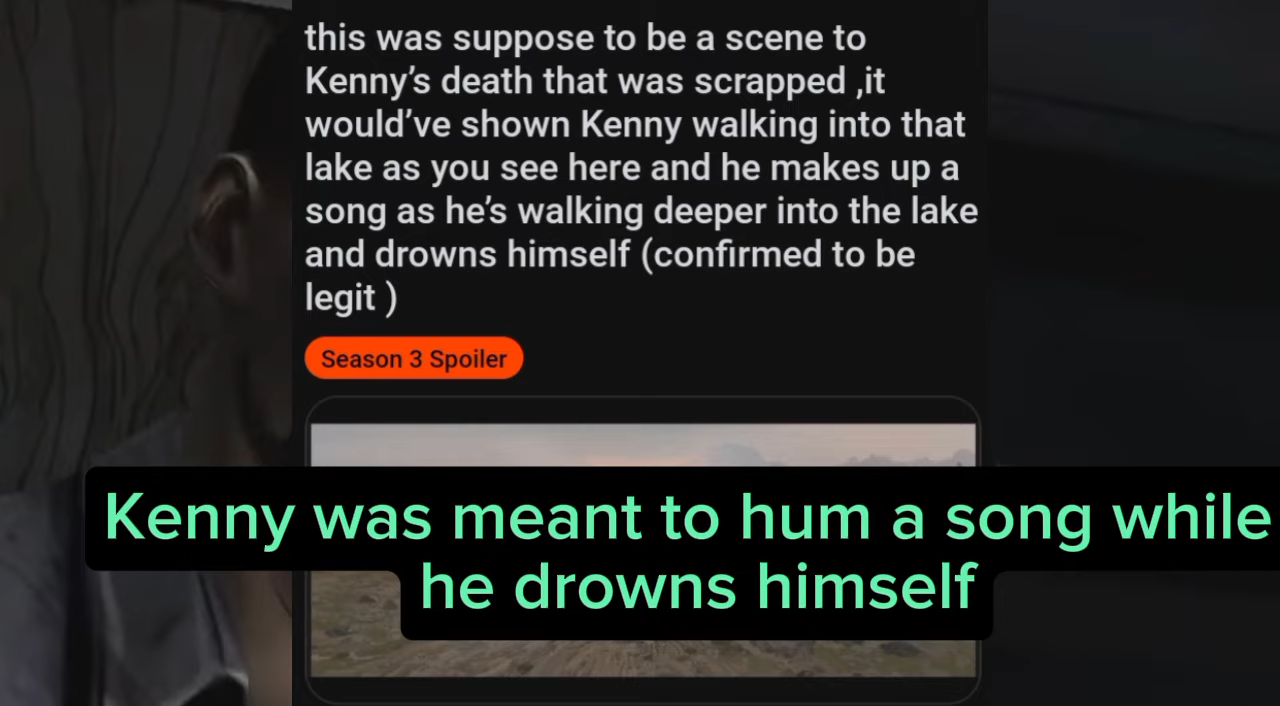 this was suppose to be a scene to
Kenny’s death that was scrapped ,it
would’ve shown Kenny walking into that
lake as you see here and he makes up a
song as he’s walking deeper into the lake
and drowns himself (confirmed to be
legit )
Season 3 Spoiler
Kenny was meant to hum a song while
he drowns himself